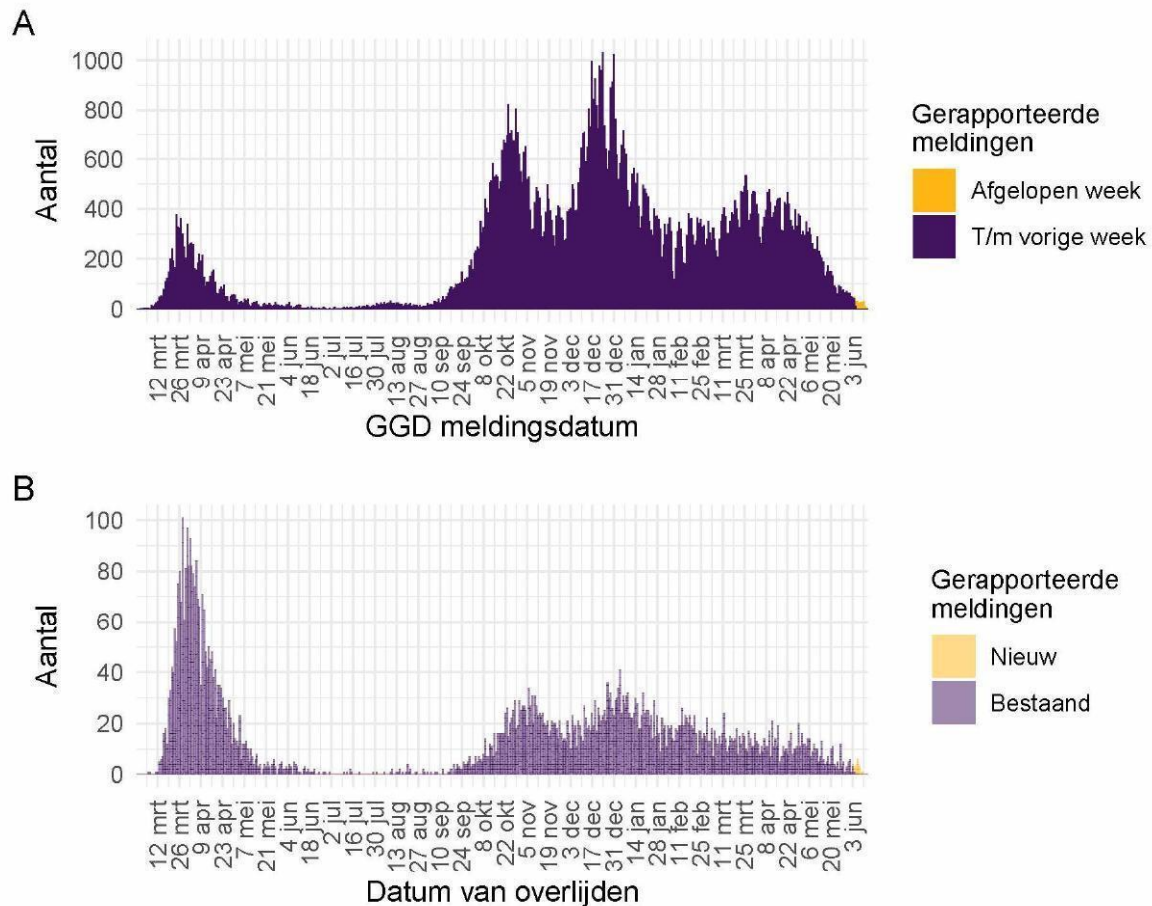 A
1000
800
600
400
200
0
Aantal
12 mrt
26 mrt
9 apr
23 apr
7 mei
21 mei
4 jun
18 jun
2 jul
16 jul
30 jul
13 aug
27 aug
10 sep
24 sep
8 okt
22 okt
5 nov
19 nov
3 dec
17 dec
31 dec
14 jan
28 jan
11 feb
25 feb
11 mrt
25 mrt
8 apr
22 apr
6 mei
20 mei
3 jun
GGD meldingsdatum
Gerapporteerde
meldingen
Afgelopen week
T/m vorige week
B
100
80
60
40
20
0
Aantal
12 mrt
26 mrt
9 apr
23 apr
7 mei
21 mei
4 jun
18 jun
2 jul
16 jul
30 jul
13 aug
27 aug
10 sep
24 sep
8 okt
22 okt
5 nov
19 nov
3 dec
17 dec
31 dec
14 jan
28 jan
11 feb
25 feb
11 mrt
25 mrt
8 apr
22 apr
6 mei
20 mei
3 jun
Datum van overlijden
Gerapporteerde
meldingen
Nieuw
Bestaand